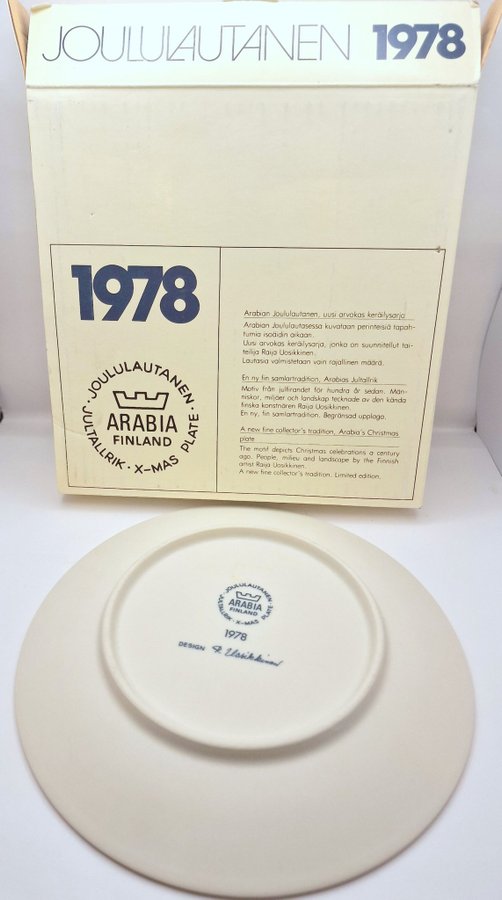 JOULULAUTANEN 1978
1978
·JOULULAUTANEN·
JULTALLRIK·X-MAS PLATE·
ARABIA
FINLAND
Arabian Joululautanen, uusi arvokas keräilysarja
Arabian Joululautasessa kuvataan perinteisiä tapah-
tumia isoäidin aikaan.
Uusi arvokas keräilysarja, jonka on suunnitellut tai-
teilija Raija Uosikkinen.
Lautasia valmistetaan vain rajallinen määrä.
En ny fin samlartradition, Arabias Jultallrik
Motiv från julfirandet för hundra år sedan. Män-
niskor, miljöer och landskap tecknade av den kända
finska konstnären Raija Uosikkinen.
En ny, fin samlartradition. Begränsad upplaga.
A new fine collector's tradition, Arabia's Christmas
plate
The motif depicts Christmas celebrations a century
ago. People, milieu and landscape by the Finnish
artist Raija Uosikkinen.
A new fine collector's tradition. Limited edition.
·JOULULAUTANEN·
JULTALLRIK·X-MAS PLATE·
ARABIA
FINLAND
1978
DESIGN R. Uosikkinen